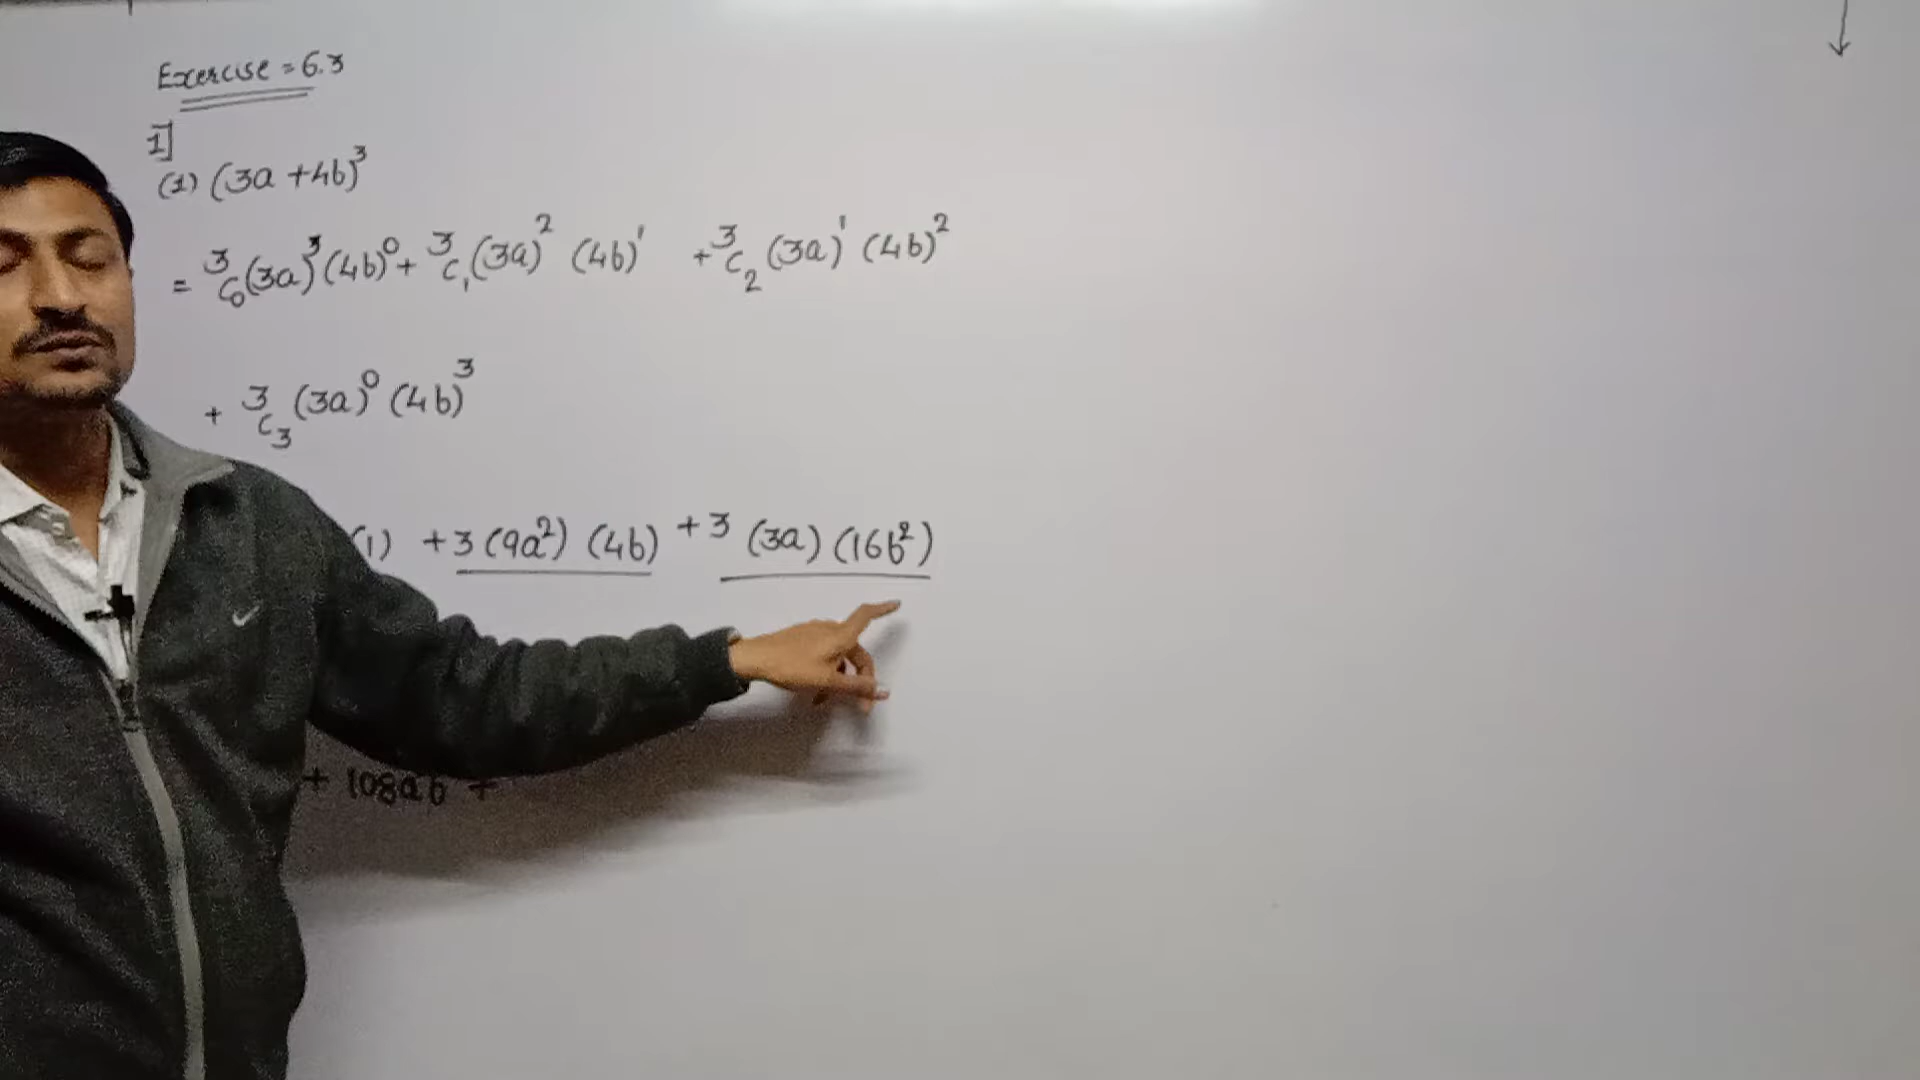 Exercise = 6.3
1]
(1) (3a +4b)³
= ³C₀(3a)³(4b)⁰+ ³C₁(3a)² (4b)¹ + ³C₂ (3a)¹ (4b)²
+ ³C₃ (3a)⁰ (4b)³
(1) +3 (9a²) (4b) +3 (3a) (16b²)
+ 108ab +